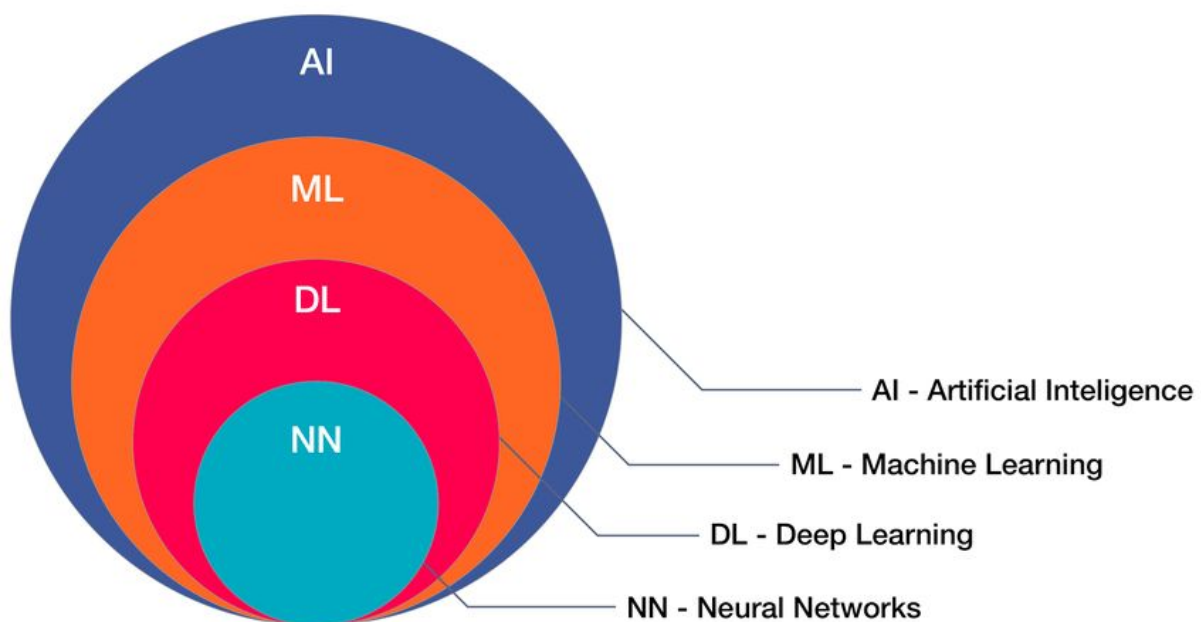 AI
ML
DL
NN
AI - Artificial Inteligence
ML - Machine Learning
DL - Deep Learning
NN - Neural Networks